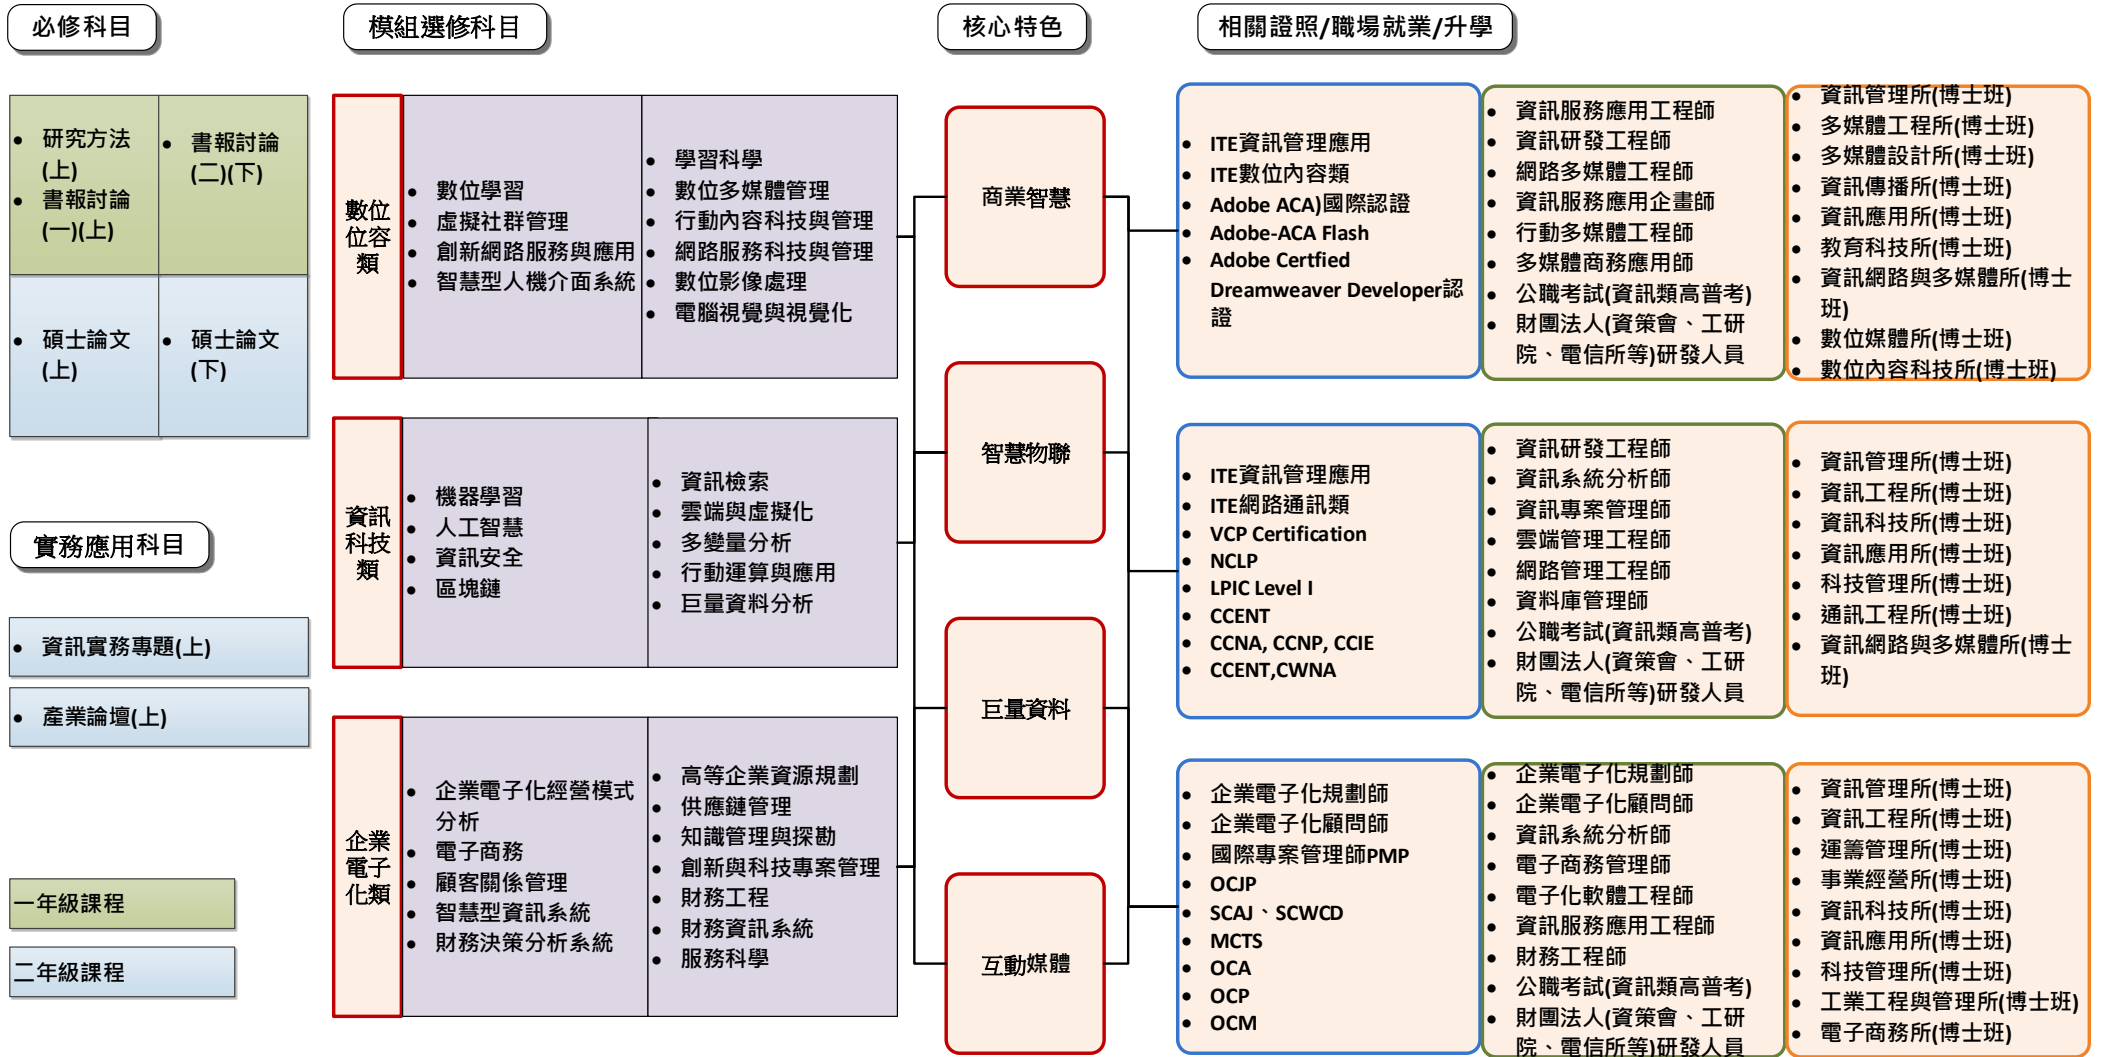 必修科目
模組選修科目
核心特色
相關證照/職場就業/升學
• 研究方法
(上)
• 書報討論
(一)(上)
• 書報討論
(二)(下)
• 碩士論文
(上)
• 碩士論文
(下)
實務應用科目
• 資訊實務專題(上)
• 產業論壇(上)
一年級課程
二年級課程
數位
位容
類
• 數位學習
• 虛擬社群管理
• 創新網路服務與應用
• 智慧型人機介面系統
• 學習科學
• 數位多媒體管理
• 行動內容科技與管理
• 網路服務科技與管理
• 數位影像處理
• 電腦視覺與視覺化
資訊
科技
類
• 機器學習
• 人工智慧
• 資訊安全
• 區塊鏈
• 資訊檢索
• 雲端與虛擬化
• 多變量分析
• 行動運算與應用
• 巨量資料分析
企業
電子
化類
• 企業電子化經營模式
分析
• 電子商務
• 顧客關係管理
• 智慧型資訊系統
• 財務決策分析系統
• 高等企業資源規劃
• 供應鏈管理
• 知識管理與探勘
• 創新與科技專案管理
• 財務工程
• 財務資訊系統
• 服務科學
商業智慧
智慧物聯
巨量資料
互動媒體
• ITE資訊管理應用
• ITE數位內容類
• Adobe ACA)國際認證
• Adobe-ACA Flash
• Adobe Certfied
Dreamweaver Developer認
證
• 資訊服務應用工程師
• 資訊研發工程師
• 網路多媒體工程師
• 資訊服務應用企畫師
• 行動多媒體工程師
• 多媒體商務應用師
• 公職考試(資訊類高普考)
• 財團法人(資策會、工研
院、電信所等)研發人員
• 資訊管理所(博士班)
• 多媒體工程所(博士班)
• 多媒體設計所(博士班)
• 資訊傳播所(博士班)
• 資訊應用所(博士班)
• 教育科技所(博士班)
• 資訊網路與多媒體所(博士
班)
• 數位媒體所(博士班)
• 數位內容科技所(博士班)
• ITE資訊管理應用
• ITE網路通訊類
• VCP Certification
• NCLP
• LPIC Level I
• CCENT
• CCNA, CCNP, CCIE
• CCENT,CWNA
• 資訊研發工程師
• 資訊系統分析師
• 資訊專案管理師
• 雲端管理工程師
• 網路管理工程師
• 資料庫管理師
• 公職考試(資訊類高普考)
• 財團法人(資策會、工研
院、電信所等)研發人員
• 資訊管理所(博士班)
• 資訊工程所(博士班)
• 資訊科技所(博士班)
• 資訊應用所(博士班)
• 科技管理所(博士班)
• 通訊工程所(博士班)
• 資訊網路與多媒體所(博士
班)
• 企業電子化規劃師
• 企業電子化顧問師
• 國際專案管理師PMP
• OCJP
• SCAJ、SCWCD
• MCTS
• OCA
• OCP
• OCM
• 企業電子化規劃師
• 企業電子化顧問師
• 資訊系統分析師
• 電子商務管理師
• 電子化軟體工程師
• 資訊服務應用工程師
• 財務工程師
• 公職考試(資訊類高普考)
• 財團法人(資策會、工研
院、電信所等)研發人員
• 資訊管理所(博士班)
• 資訊工程所(博士班)
• 運籌管理所(博士班)
• 事業經營所(博士班)
• 資訊科技所(博士班)
• 資訊應用所(博士班)
• 科技管理所(博士班)
• 工業工程與管理所(博士班)
• 電子商務所(博士班)